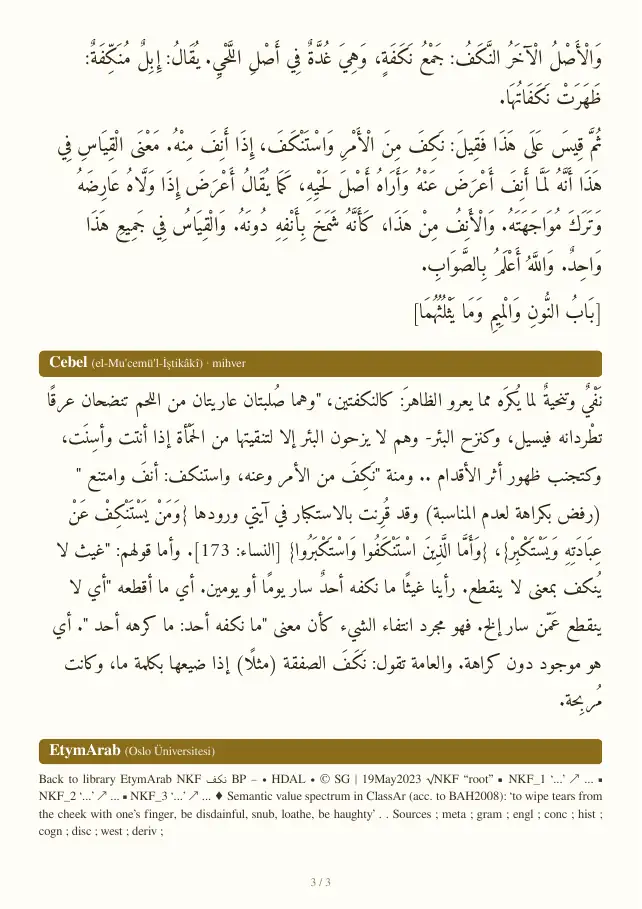 وَالْأَصْلُ الْآخَرُ النَّكَفُ: جَمْعُ نَكَفَةٍ، وَهِيَ غُدَّةٌ فِي أَصْلِ اللَّحْيِ. يُقَالُ: إِبِلٌ مُنَكِّفَةٌ:
ظَهَرَتْ نَكَفَاتُهَا.
ثُمَّ قِيسَ عَلَى هَذَا فَقِيلَ: نَكِفَ مِنَ الْأَمْرِ وَاسْتَنْكَفَ، إِذَا أَنِفَ مِنْهُ. مَعْنَى الْقِيَاسِ فِي
هَذَا أَنَّهُ لَمَّا أَنِفَ أَعْرَضَ عَنْهُ وَأَرَاهُ أَصْلَ لَحْيِهِ، كَمَا يُقَالُ أَعْرَضَ إِذَا وَلَّاهُ عَارِضَهُ
وَتَرَكَ مُوَاجَهَتَهُ. وَالْأَنِفُ مِنْ هَذَا، كَأَنَّهُ شَمَخَ بِأَنْفِهِ دُونَهُ. وَالْقِيَاسُ فِي جَمِيعِ هَذَا
وَاحِدٌ. وَاللَّهُ أَعْلَمُ بِالصَّوَابِ.
[بَابُ النُّونِ وَالْمِيمِ وَمَا يَثْلُثُهُمَا]
Cebel (el-Mu'cemü'l-İştikâkî) · mihver
نَفْيٌ وتنحيةٌ لما يُكرَه مما يعرو الظاهرَ: كالنكفتين، "وهما صُلبتان عاريتان من اللحم تنضحان عرقًا
تطْردانه فيسيل، وكنزح البئر- وهم لا يزحون البئر إلا لتنقيتها من الحَمْأة إذا أنتت وأسِنَت،
وكتجنب ظهور أثر الأقدام .. ومنة "نَكِفَ من الأمر وعنه، واستنكف: أنفَ وامتنع "
(رفض بكراهة لعدم المناسبة) وقد قُرِنت بالاستكبار في آيتي ورودها {وَمَنْ يَسْتَنْكِفْ عَنْ
عِبَادَتِهِ وَيَسْتَكْبِرْ}، {وَأَمَّا الَّذِينَ اسْتَنْكَفُوا وَاسْتَكْبَرُوا} [النساء: 173]. وأما قولهم: "غيث لا
يُنكف بمعنى لا ينقطع. رأينا غيثًا ما نكفه أحدٌ سار يومًا أو يومين. أي ما أقطعه "أي لا
ينقطع عَمّن سار إلخ. فهو مجرد انتفاء الشيء كأن معنى "ما نكفه أحد: ما كرهه أحد ". أي
هو موجود دون كراهة. والعامة تقول: نَكَفَ الصفقة (مثلًا) إذا ضيعها بكلمة ما، وكانت
مُربِحة.
EtymArab (Oslo Üniversitesi)
Back to library EtymArab NKF نكف BP – • HDAL • © SG | 19May2023 √NKF “root” ▪ NKF_1 ‘...’ ↗ ... ▪
NKF_2 ‘...’ ↗ ... ▪ NKF_3 ‘...’ ↗ ... ♦ Semantic value spectrum in ClassAr (acc. to BAH2008): ‘to wipe tears from
the cheek with one’s finger, be disdainful, snub, loathe, be haughty’ . . Sources ; meta ; gram ; engl ; conc ; hist ;
cogn ; disc ; west ; deriv ;
3 / 3